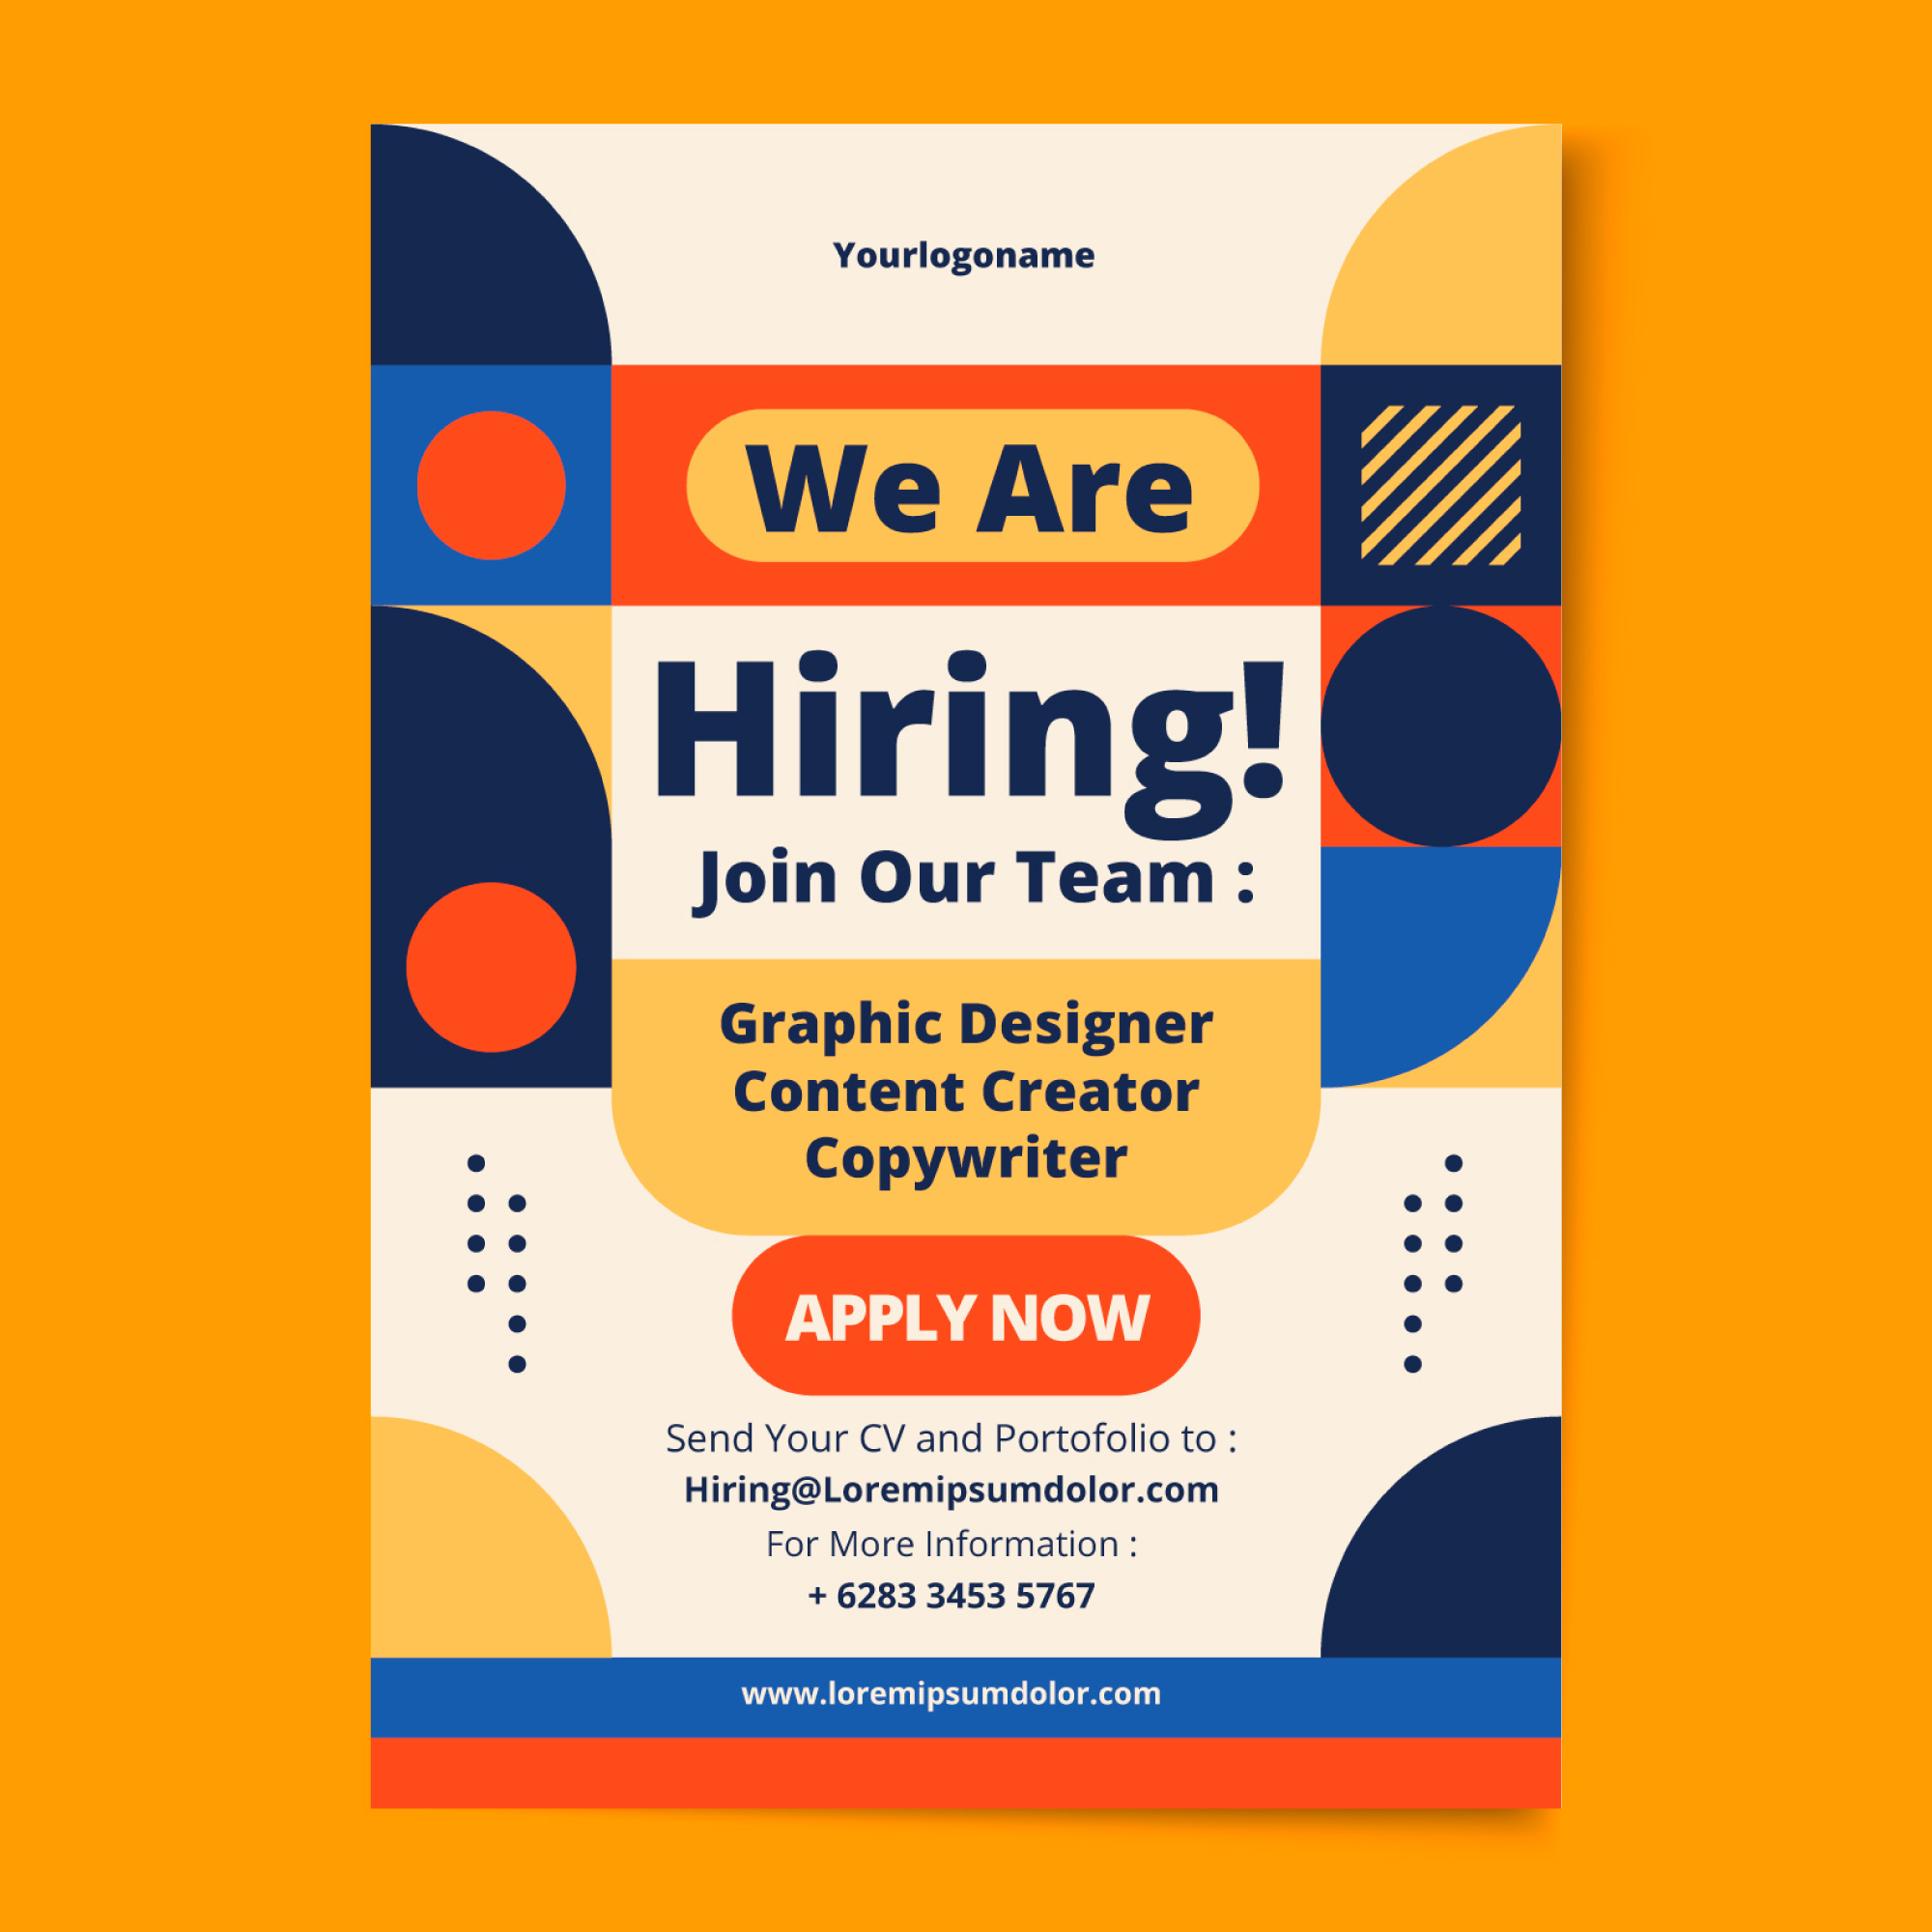 Yourlogoname
We Are
Hiring!
Join Our Team :
Graphic Designer
Content Creator
Copywriter
APPLY NOW
Send Your CV and Portofolio to :
Hiring@Loremipsumdolor.com
For More Information :
+ 6283 3453 5767
www.loremipsumdolor.com